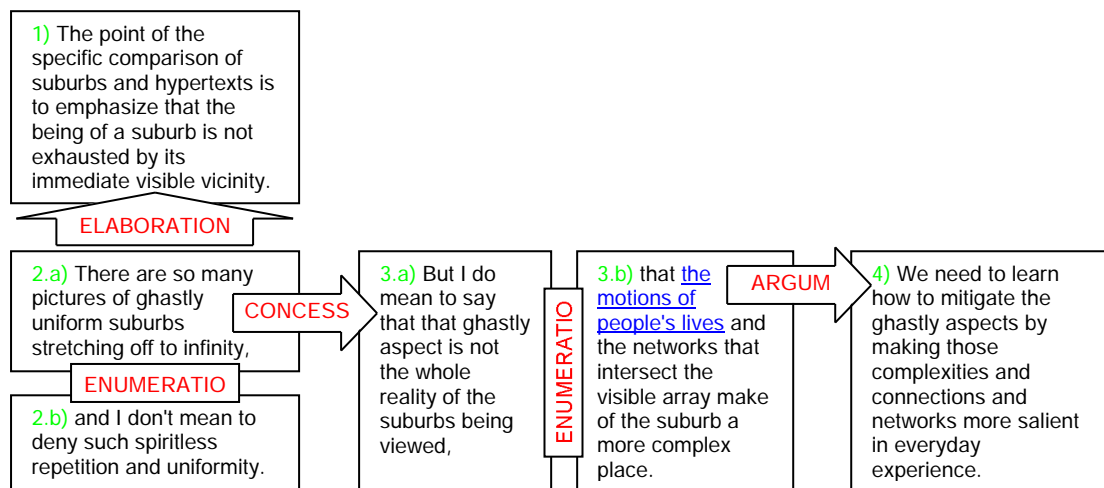 1) The point of the
specific comparison of
suburbs and hypertexts is
to emphasize that the
being of a suburb is not
exhausted by its
immediate visible vicinity.
ELABORATION
2.a) There are so many
pictures of ghastly
uniform suburbs
stretching off to infinity,
ENUMERATIO
2.b) and I don't mean to
deny such spiritless
repetition and uniformity.
CONCESS
3.a) But I do
mean to say
that that ghastly
aspect is not
the whole
reality of the
suburbs being
viewed,
ENUMERATIO
3.b) that the
motions of
people's lives and
the networks that
intersect the
visible array make
of the suburb a
more complex
place.
ARGUM
4) We need to learn
how to mitigate the
ghastly aspects by
making those
complexities and
connections and
networks more salient
in everyday
experience.